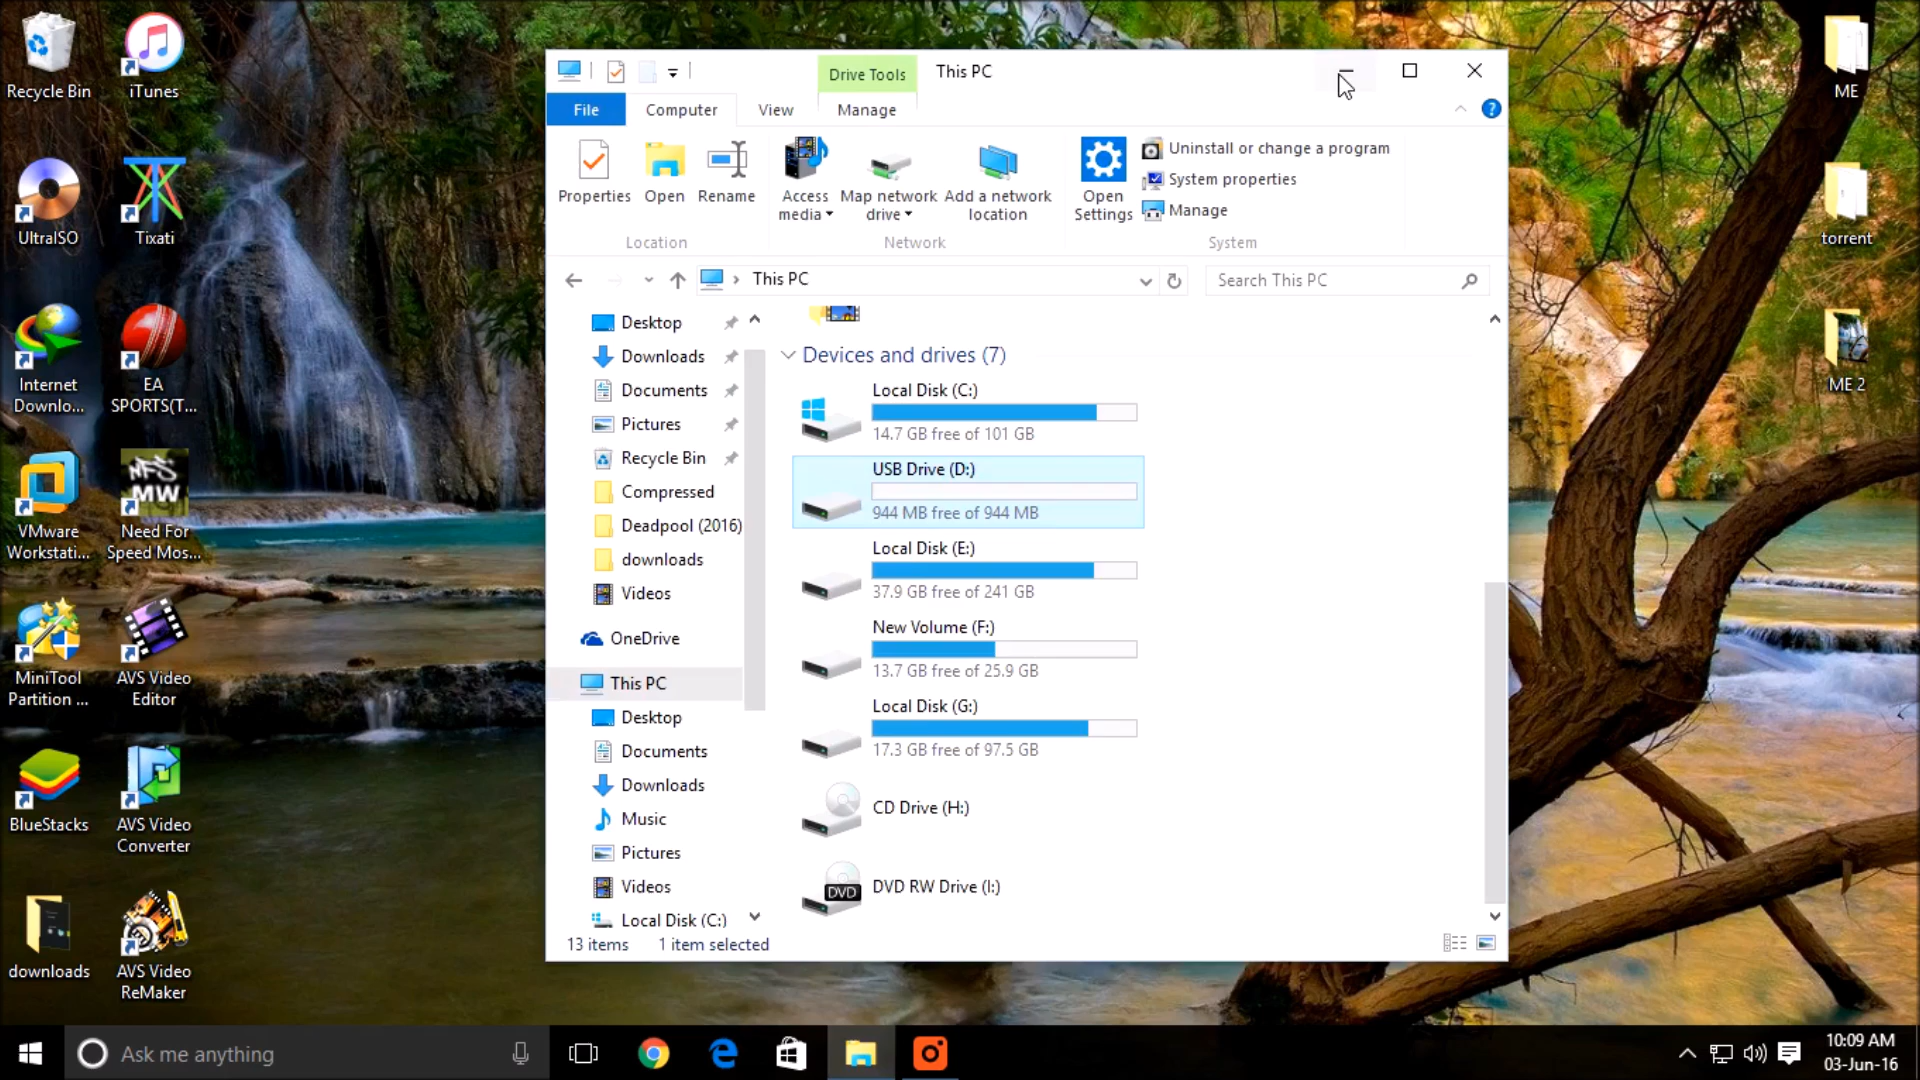 Recycle Bin
iTunes
UltraISO
Tixati
Internet
Downlo...
EA
SPORTS(T...
VMware
Workstati...
NFS
MW
Need For
Speed Mos...
MiniTool
Partition ...
AVS Video
Editor
BlueStacks
AVS Video
Converter
downloads
AVS Video
ReMaker
Drive Tools
This PC
File
Computer
View
Manage
Properties
Open
Rename
Access
media
Map network
drive
Add a network
location
Open
Settings
Uninstall or change a program
System properties
Manage
Location
Network
System
This PC
Search This PC
Desktop
Downloads
Documents
Pictures
Recycle Bin
Compressed
Deadpool (2016)
downloads
Videos
OneDrive
This PC
Desktop
Documents
Downloads
Music
Pictures
Videos
Local Disk (C:)
Devices and drives (7)
Local Disk (C:)
14.7 GB free of 101 GB
USB Drive (D:)
944 MB free of 944 MB
Local Disk (E:)
37.9 GB free of 241 GB
New Volume (F:)
13.7 GB free of 25.9 GB
Local Disk (G:)
17.3 GB free of 97.5 GB
CD Drive (H:)
DVD
DVD RW Drive (I:)
13 items
1 item selected
ME
torrent
ME 2
Ask me anything
10:09 AM
03-Jun-16